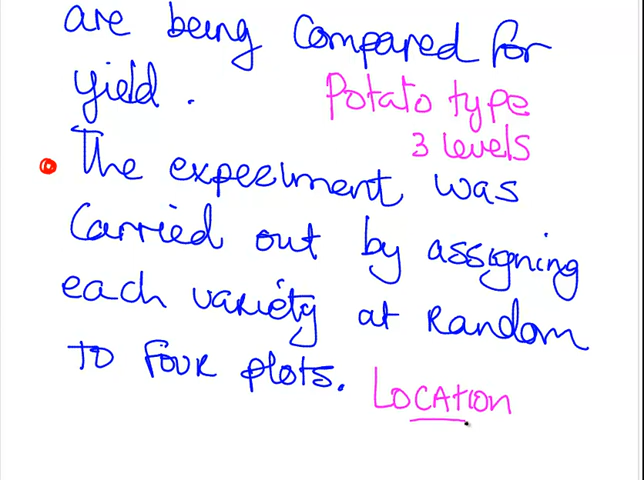 are being compared for
yield. Potato type
3 levels
The experiment was
carried out by assigning
each variety at random
to four plots. Location